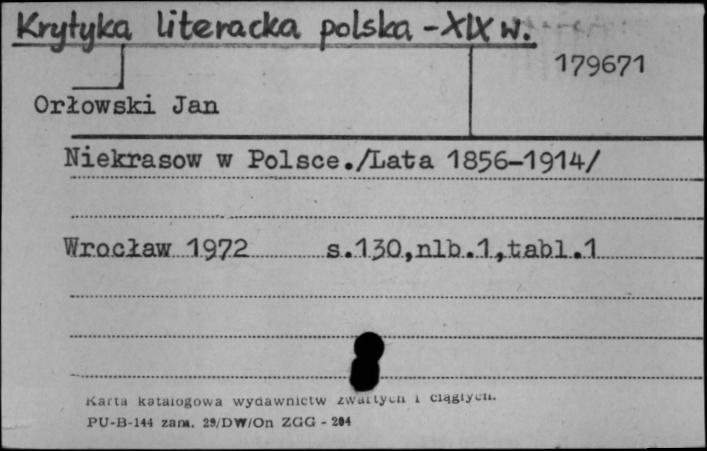 Krytyka literacka polska - XIX w.
179671
Orłowski Jan
Niekrasow w Polsce./Lata 1856-1914/
Wrocław 1972 s.130,nlb.1,tabl.1
Karta katalogowa wydawnictw zwartych i ciągłych.
PU-B-144 zam. 29/DW/On ZGG - 204